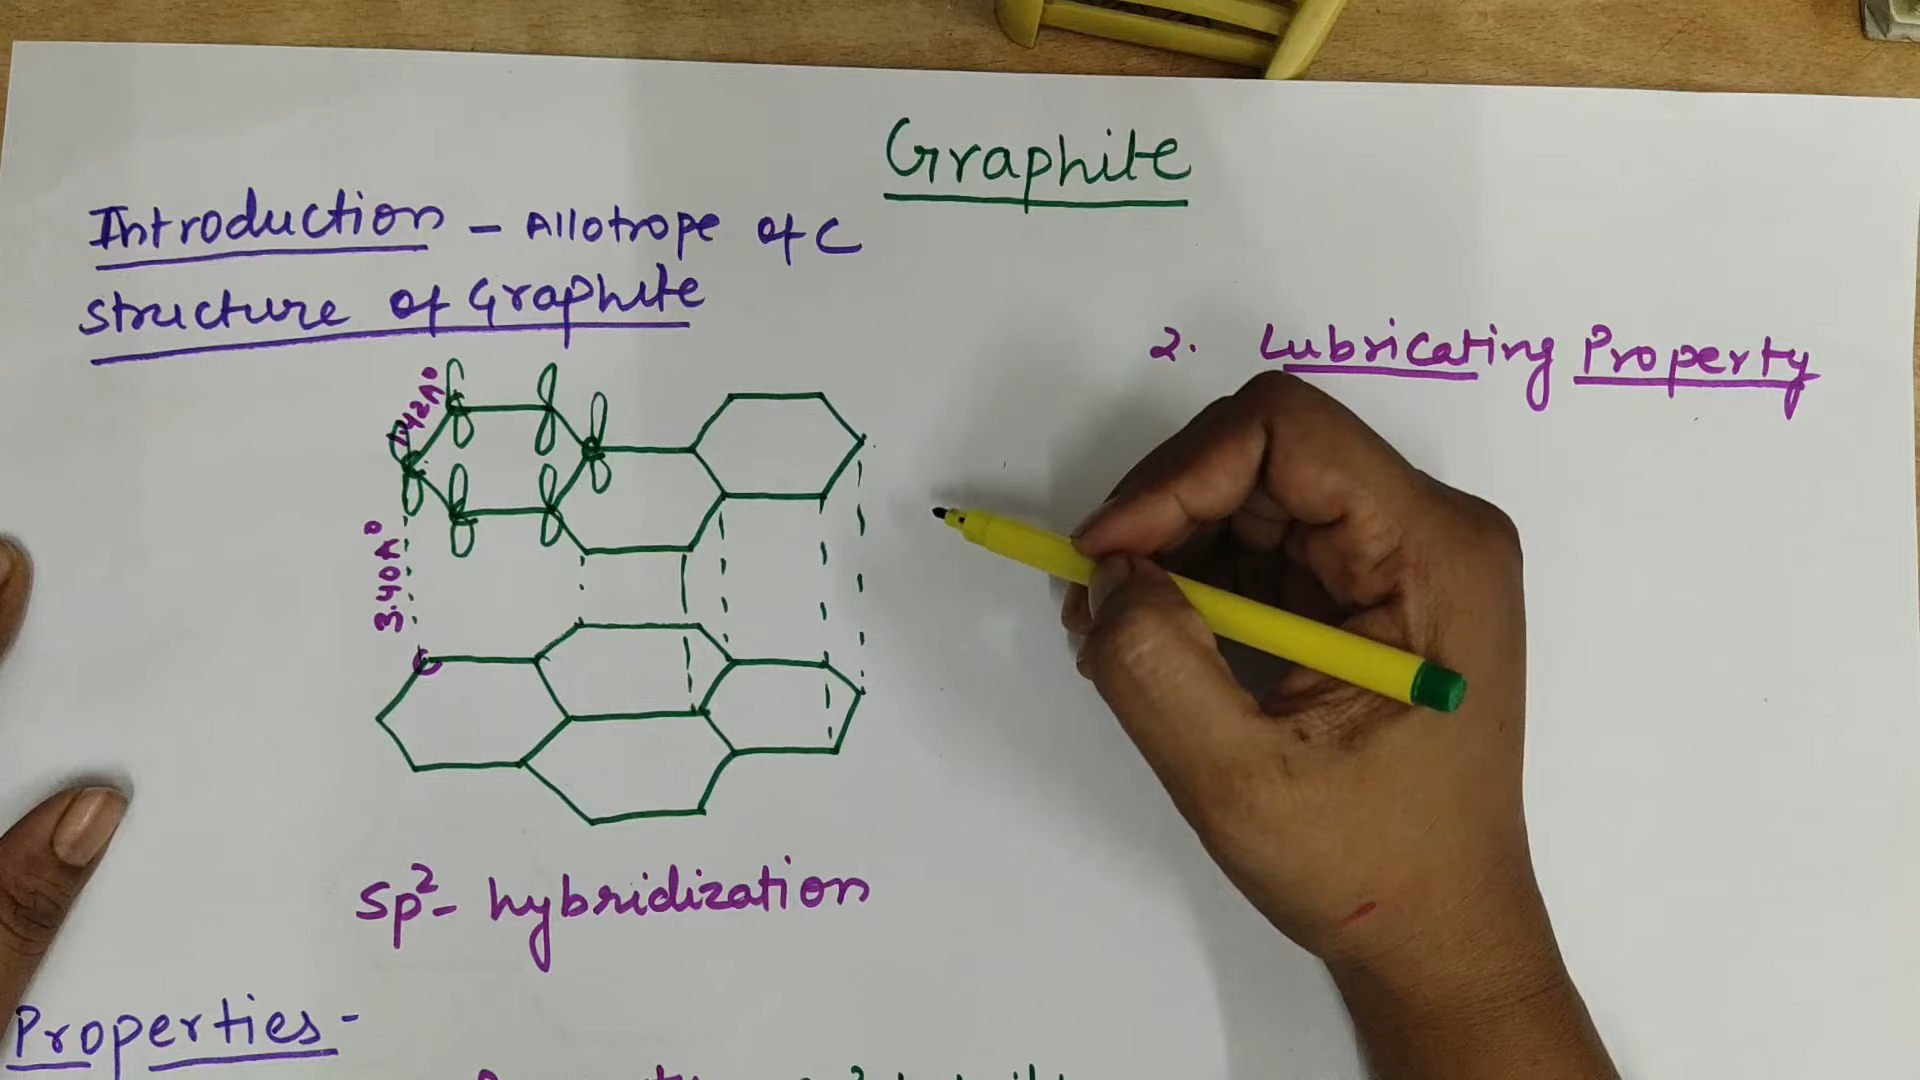 Graphite
Introduction - Allotrope of C
Structure of Graphite
2. Lubricating Property
1.42A°
3.40A°
C
Sp²- hybridization
Properties -